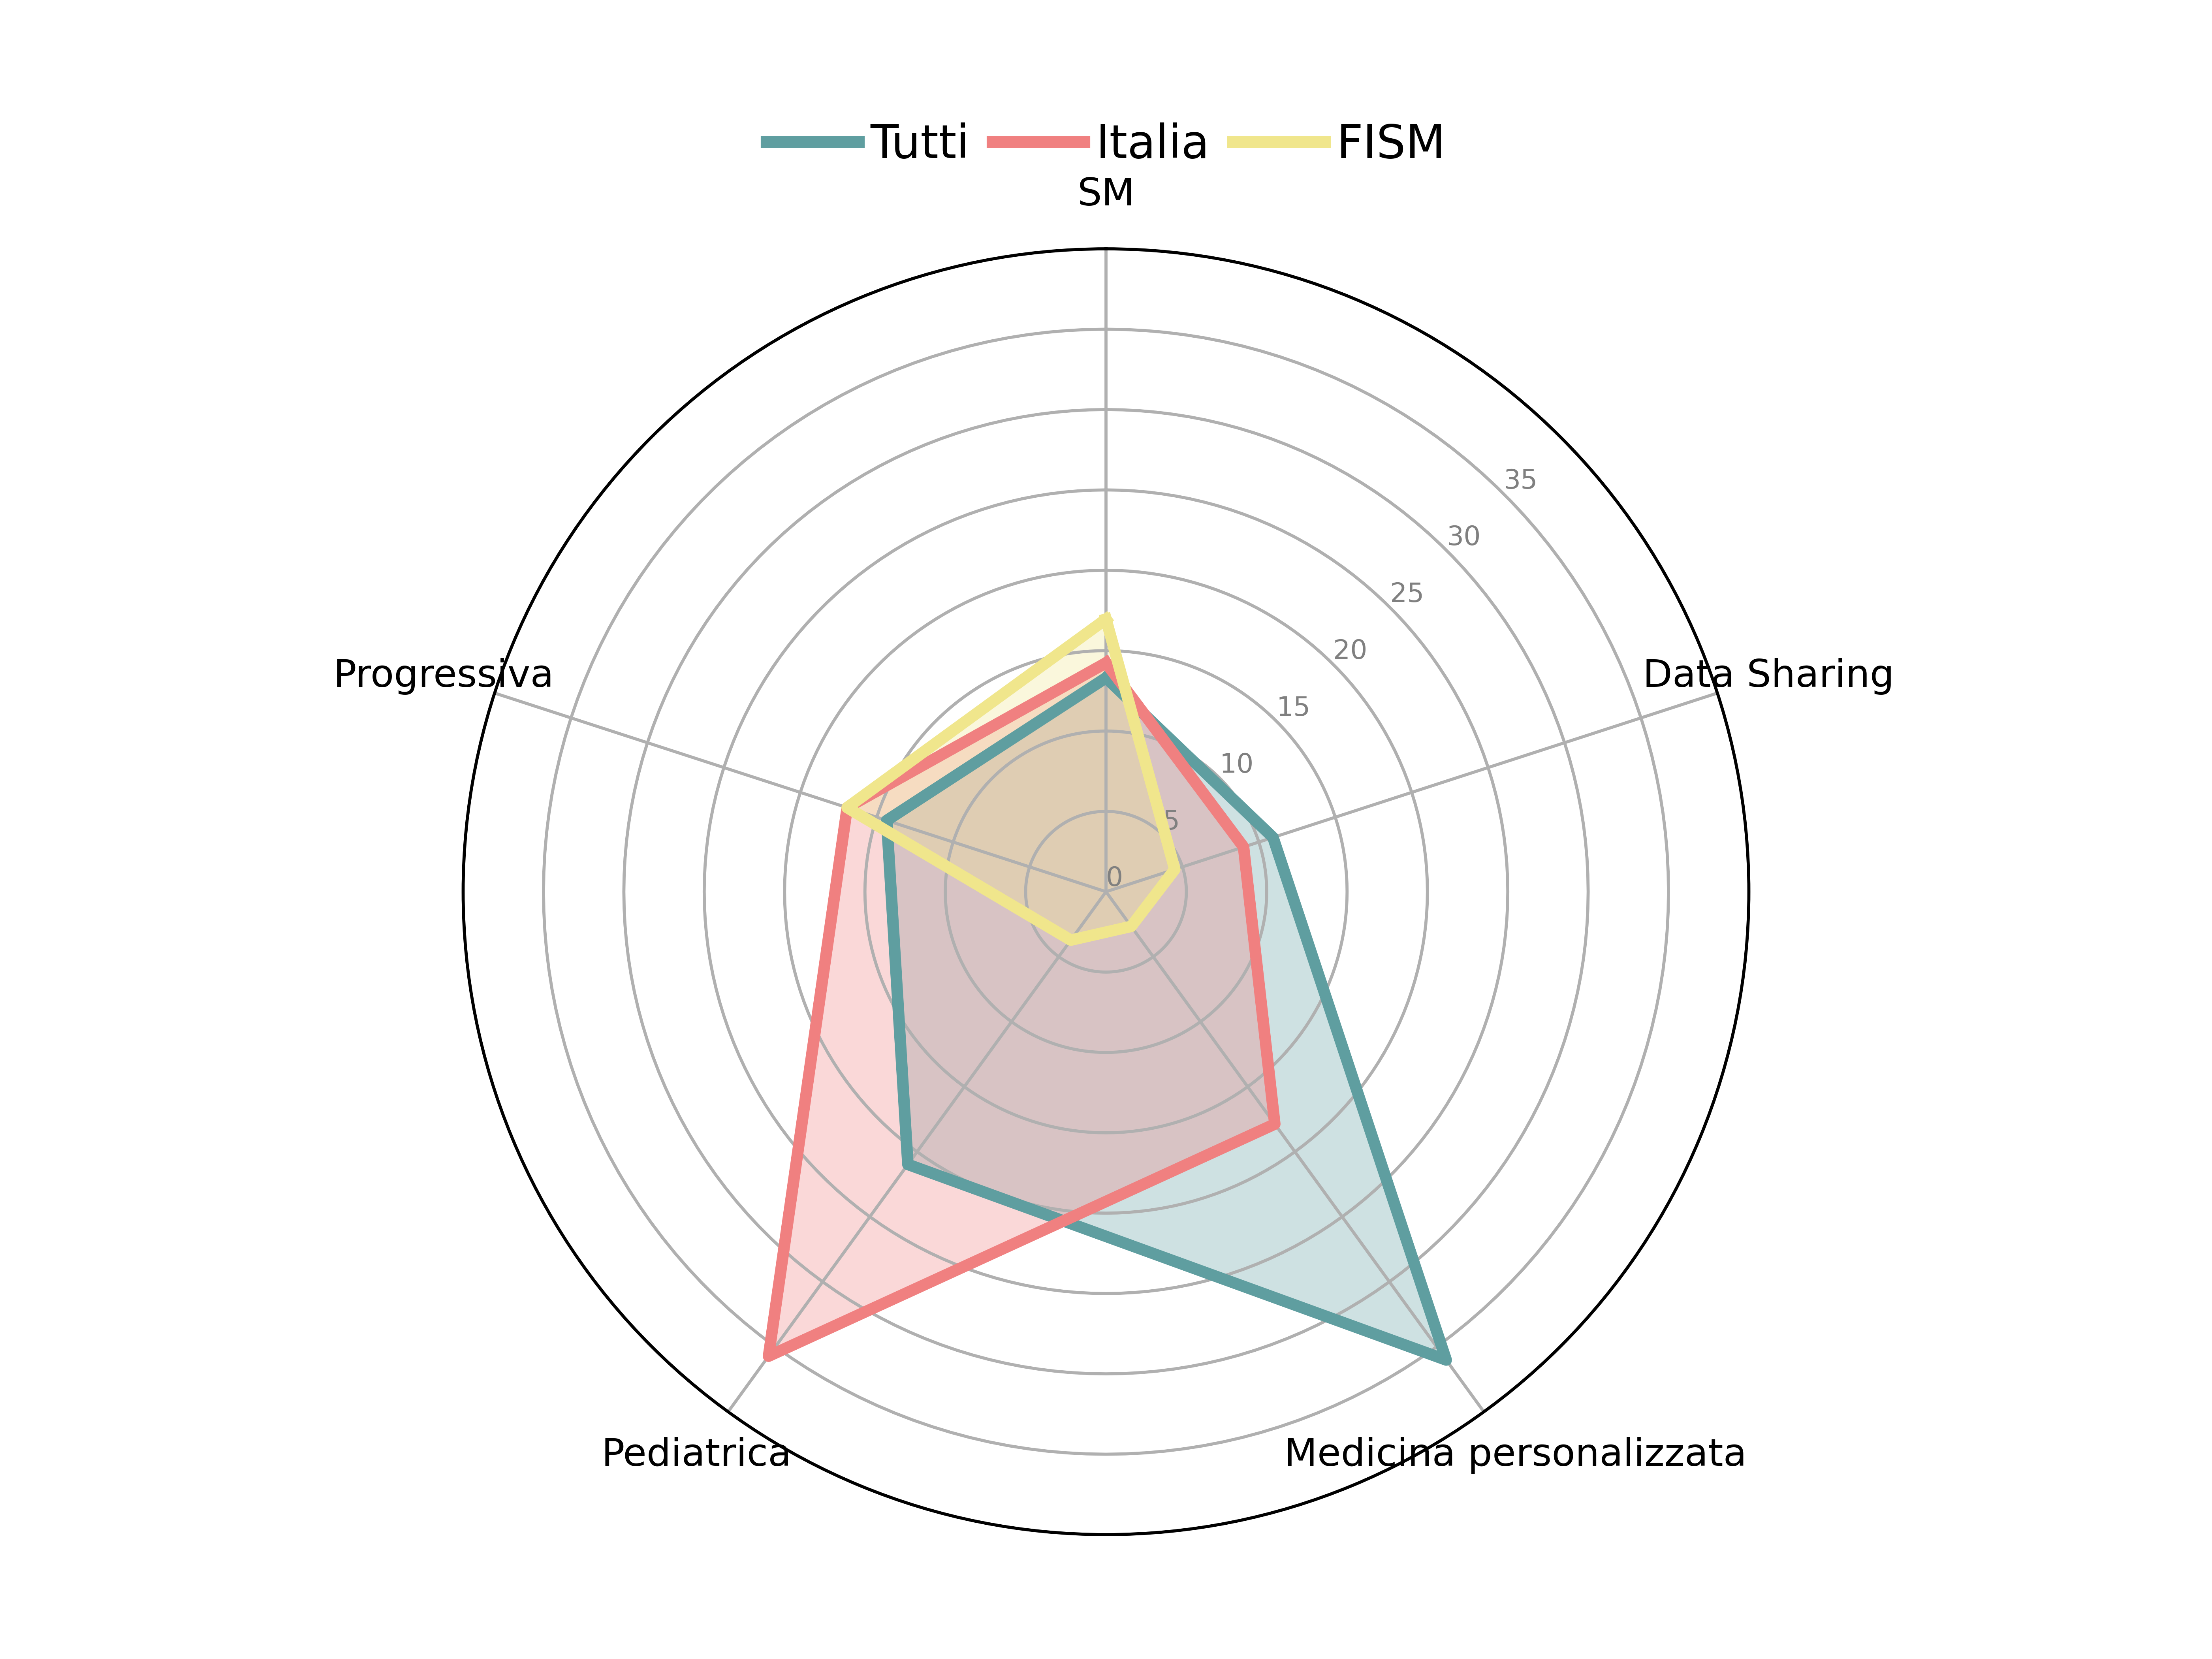 Tutti Italia FISM
SM
35
30
25
20
Progressiva
Data Sharing
15
10
5
0
Pediatrica
Medicina personalizzata